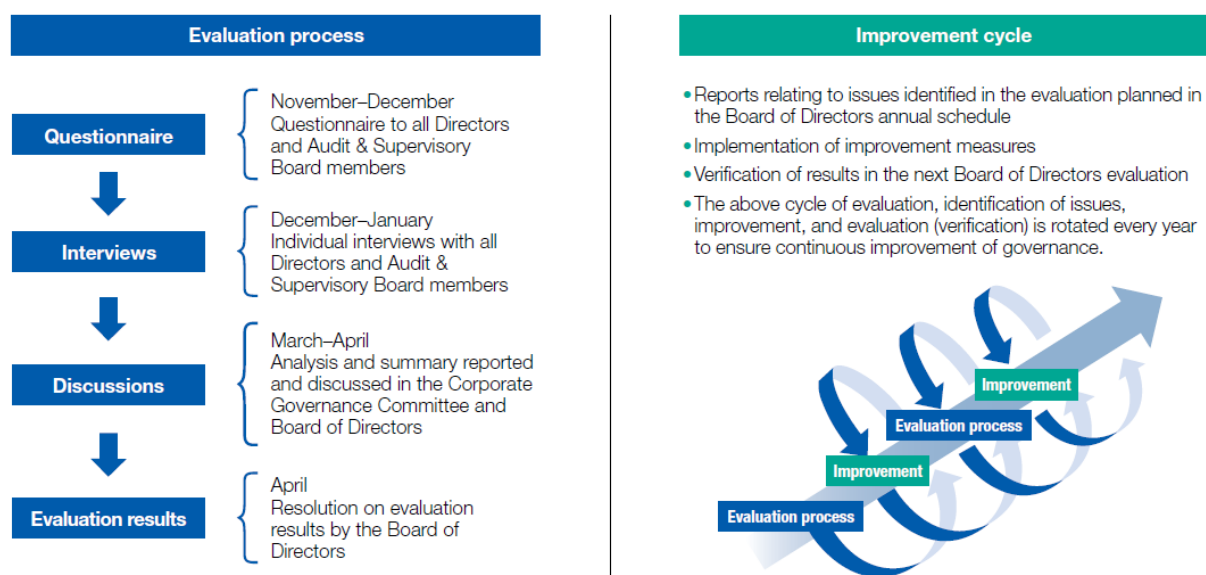 Evaluation process
Questionnaire
November–December
Questionnaire to all Directors
and Audit & Supervisory
Board members
Interviews
December–January
Individual interviews with all
Directors and Audit &
Supervisory Board members
Discussions
March–April
Analysis and summary reported
and discussed in the Corporate
Governance Committee and
Board of Directors
Evaluation results
April
Resolution on evaluation
results by the Board of
Directors
Improvement cycle
• Reports relating to issues identified in the evaluation planned in
the Board of Directors annual schedule
• Implementation of improvement measures
• Verification of results in the next Board of Directors evaluation
• The above cycle of evaluation, identification of issues,
improvement, and evaluation (verification) is rotated every year
to ensure continuous improvement of governance.
Improvement
Evaluation process
Improvement
Evaluation process